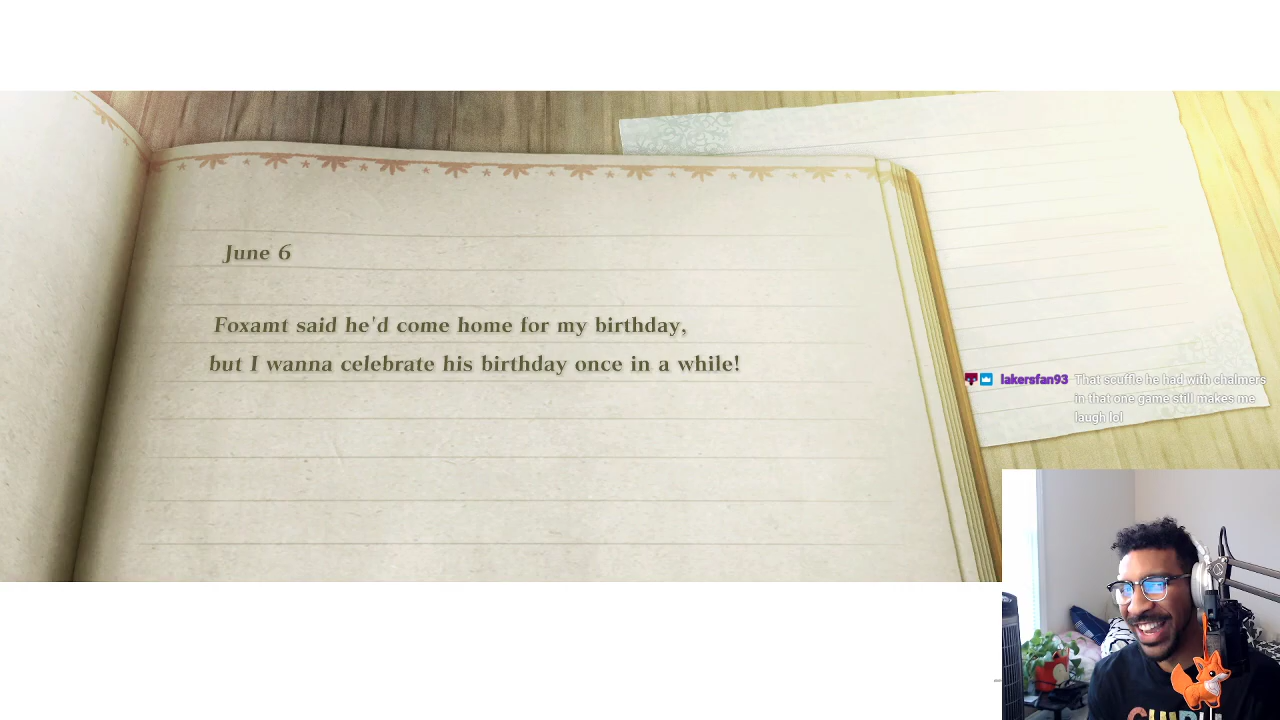 June 6
Foxamt said he'd come home for my birthday,
but I wanna celebrate his birthday once in a while!
lakersfan93 That scuffle he had with chalmers
in that one game still makes me
laugh lol